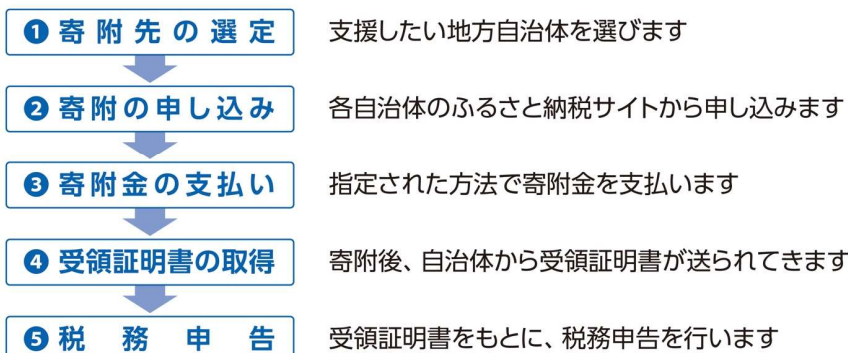 ❶寄附先の選定 支援したい地方自治体を選びます
❷寄附の申し込み 各自治体のふるさと納税サイトから申し込みます
❸寄附金の支払い 指定された方法で寄附金を支払います
❹受領証明書の取得 寄附後、自治体から受領証明書が送られてきます
❺税務申告 受領証明書をもとに、税務申告を行います